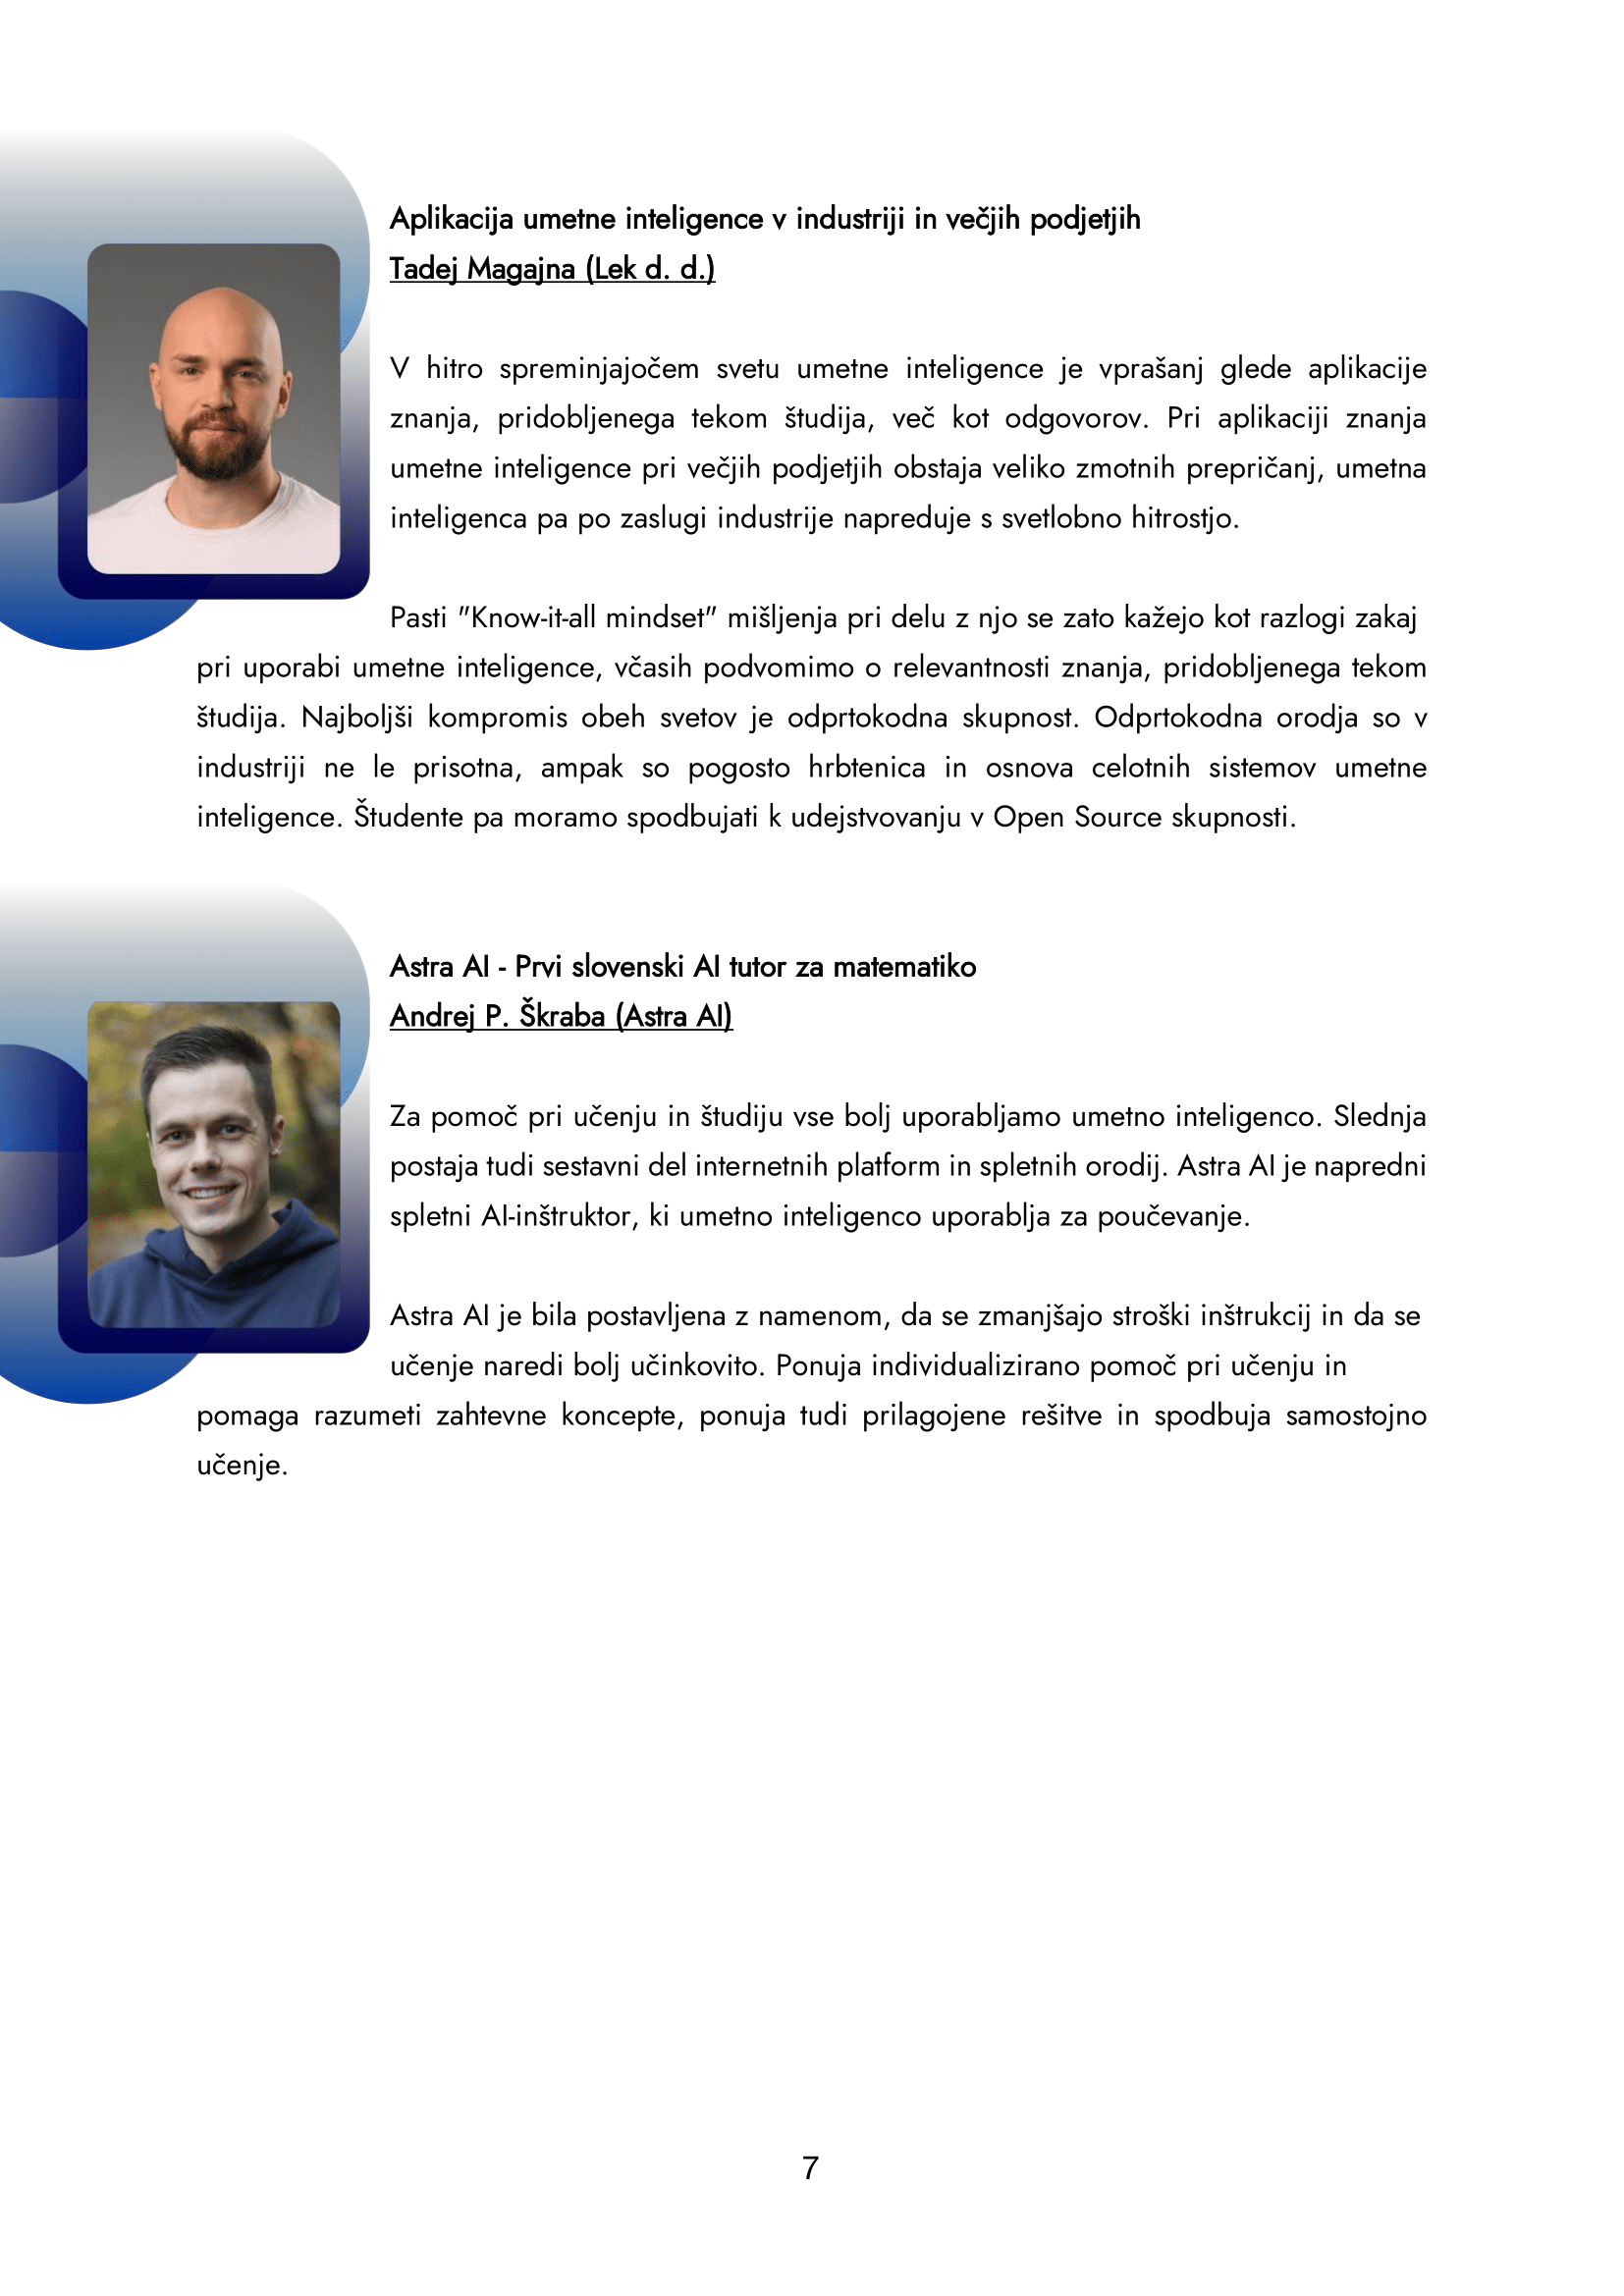 Aplikacija umetne inteligence v industriji in večjih podjetjih
Tadej Magajna (Lek d. d.)
V hitro spreminjajočem svetu umetne inteligence je vprašanj glede aplikacije
znanja, pridobljenega tekom študija, več kot odgovorov. Pri aplikaciji znanja
umetne inteligence pri večjih podjetjih obstaja veliko zmotnih prepričanj, umetna
inteligenca pa po zaslugi industrije napreduje s svetlobno hitrostjo.
Pasti "Know-it-all mindset" mišljenja pri delu z njo se zato kažejo kot razlogi zakaj
pri uporabi umetne inteligence, včasih podvomimo o relevantnosti znanja, pridobljenega tekom
študija. Najboljši kompromis obeh svetov je odprtokodna skupnost. Odprtokodna orodja so v
industriji ne le prisotna, ampak so pogosto hrbtenica in osnova celotnih sistemov umetne
inteligence. Študente pa moramo spodbujati k udejstvovanju v Open Source skupnosti.
Astra AI - Prvi slovenski AI tutor za matematiko
Andrej P. Škraba (Astra AI)
Za pomoč pri učenju in študiju vse bolj uporabljamo umetno inteligenco. Slednja
postaja tudi sestavni del internetnih platform in spletnih orodij. Astra AI je napredni
spletni AI-inštruktor, ki umetno inteligenco uporablja za poučevanje.
Astra AI je bila postavljena z namenom, da se zmanjšajo stroški inštrukcij in da se
učenje naredi bolj učinkovito. Ponuja individualizirano pomoč pri učenju in
pomaga razumeti zahtevne koncepte, ponuja tudi prilagojene rešitve in spodbuja samostojno
učenje.
7